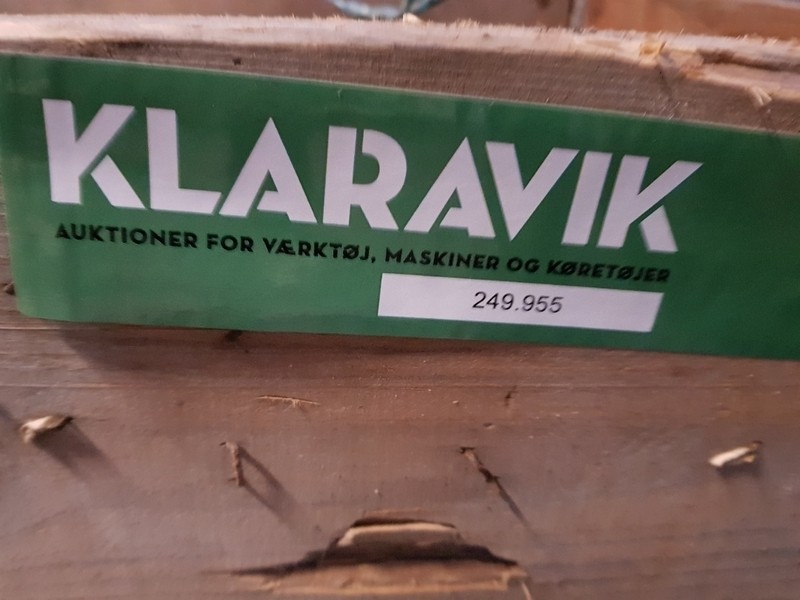 KLARAVIK
AUKTIONER FOR VÆRKTØJ, MASKINER OG KØRETØJER
249.955